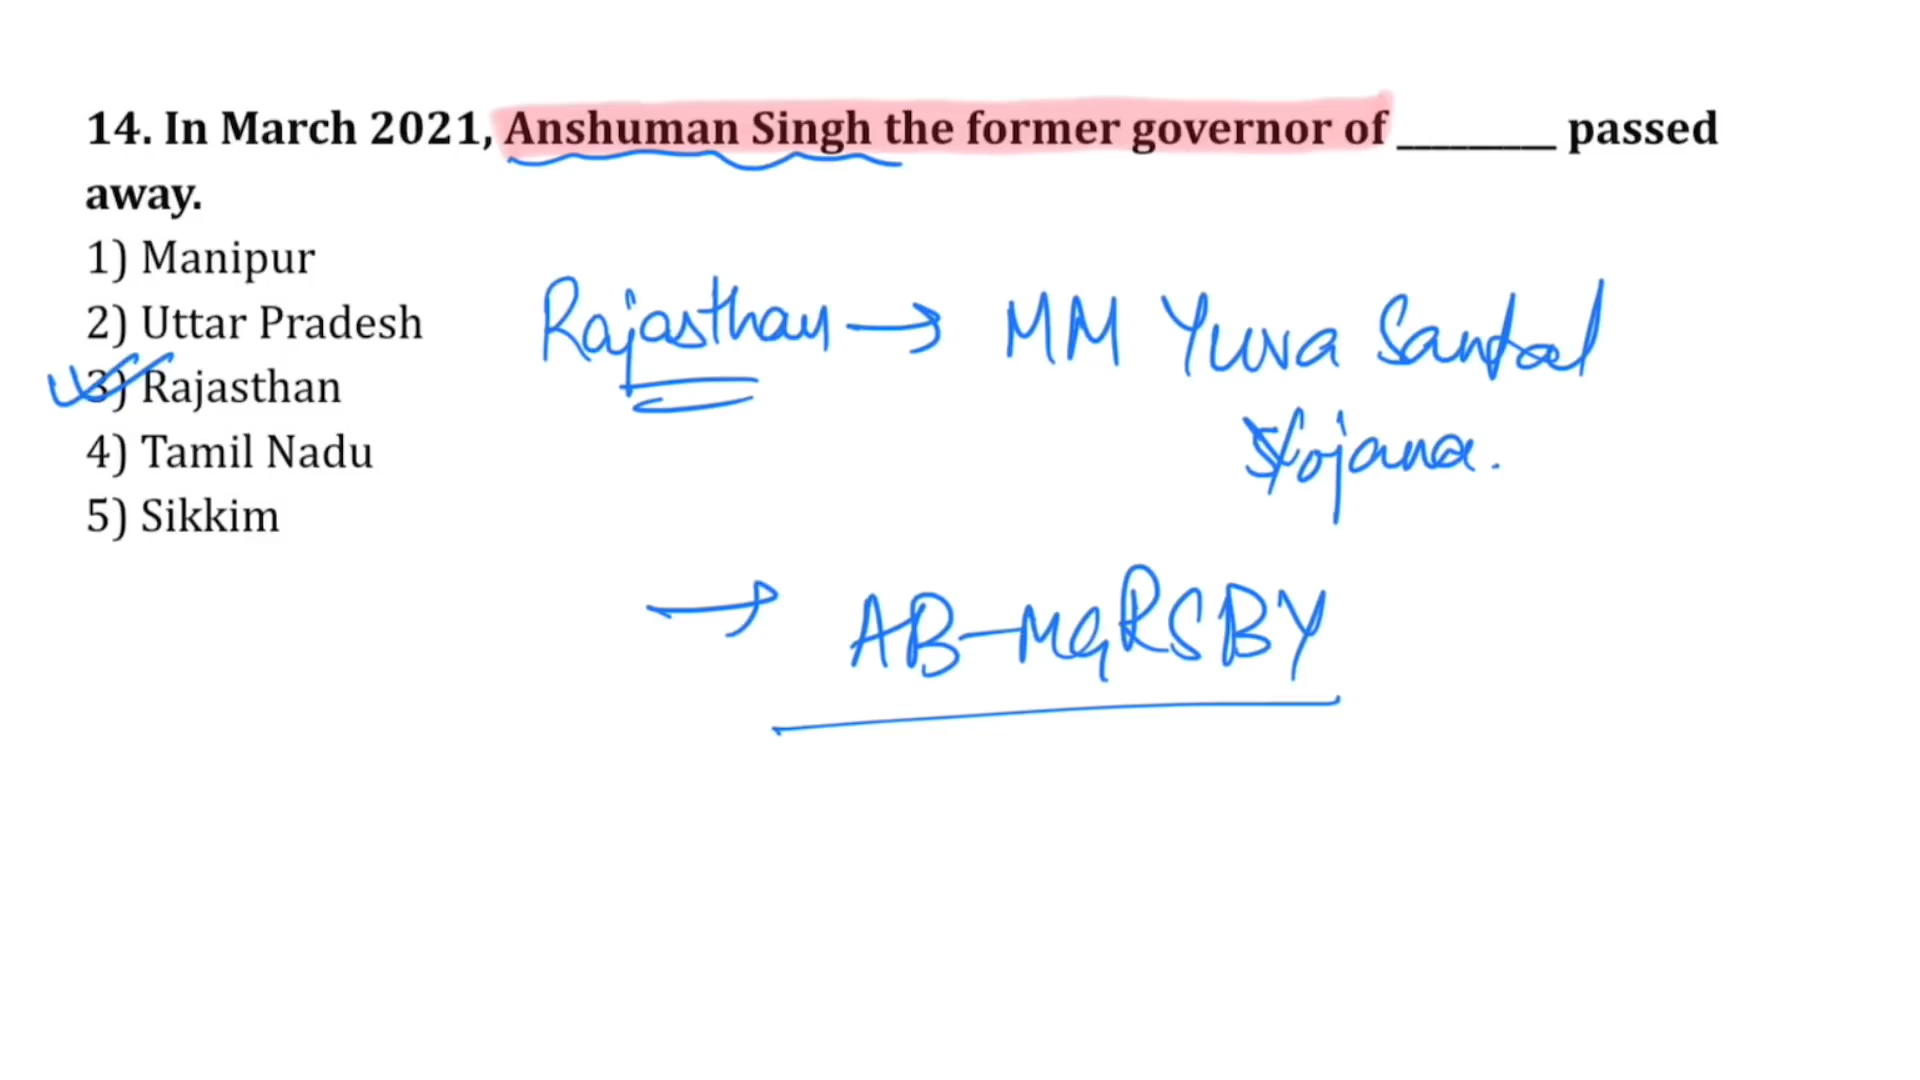 14. In March 2021, Anshuman Singh the former governor of ________ passed
away.
1) Manipur
2) Uttar Pradesh
3) Rajasthan
4) Tamil Nadu
5) Sikkim
Rajasthan → MM Yuva Sambal
Yojana.
→ AB-MGRSBY